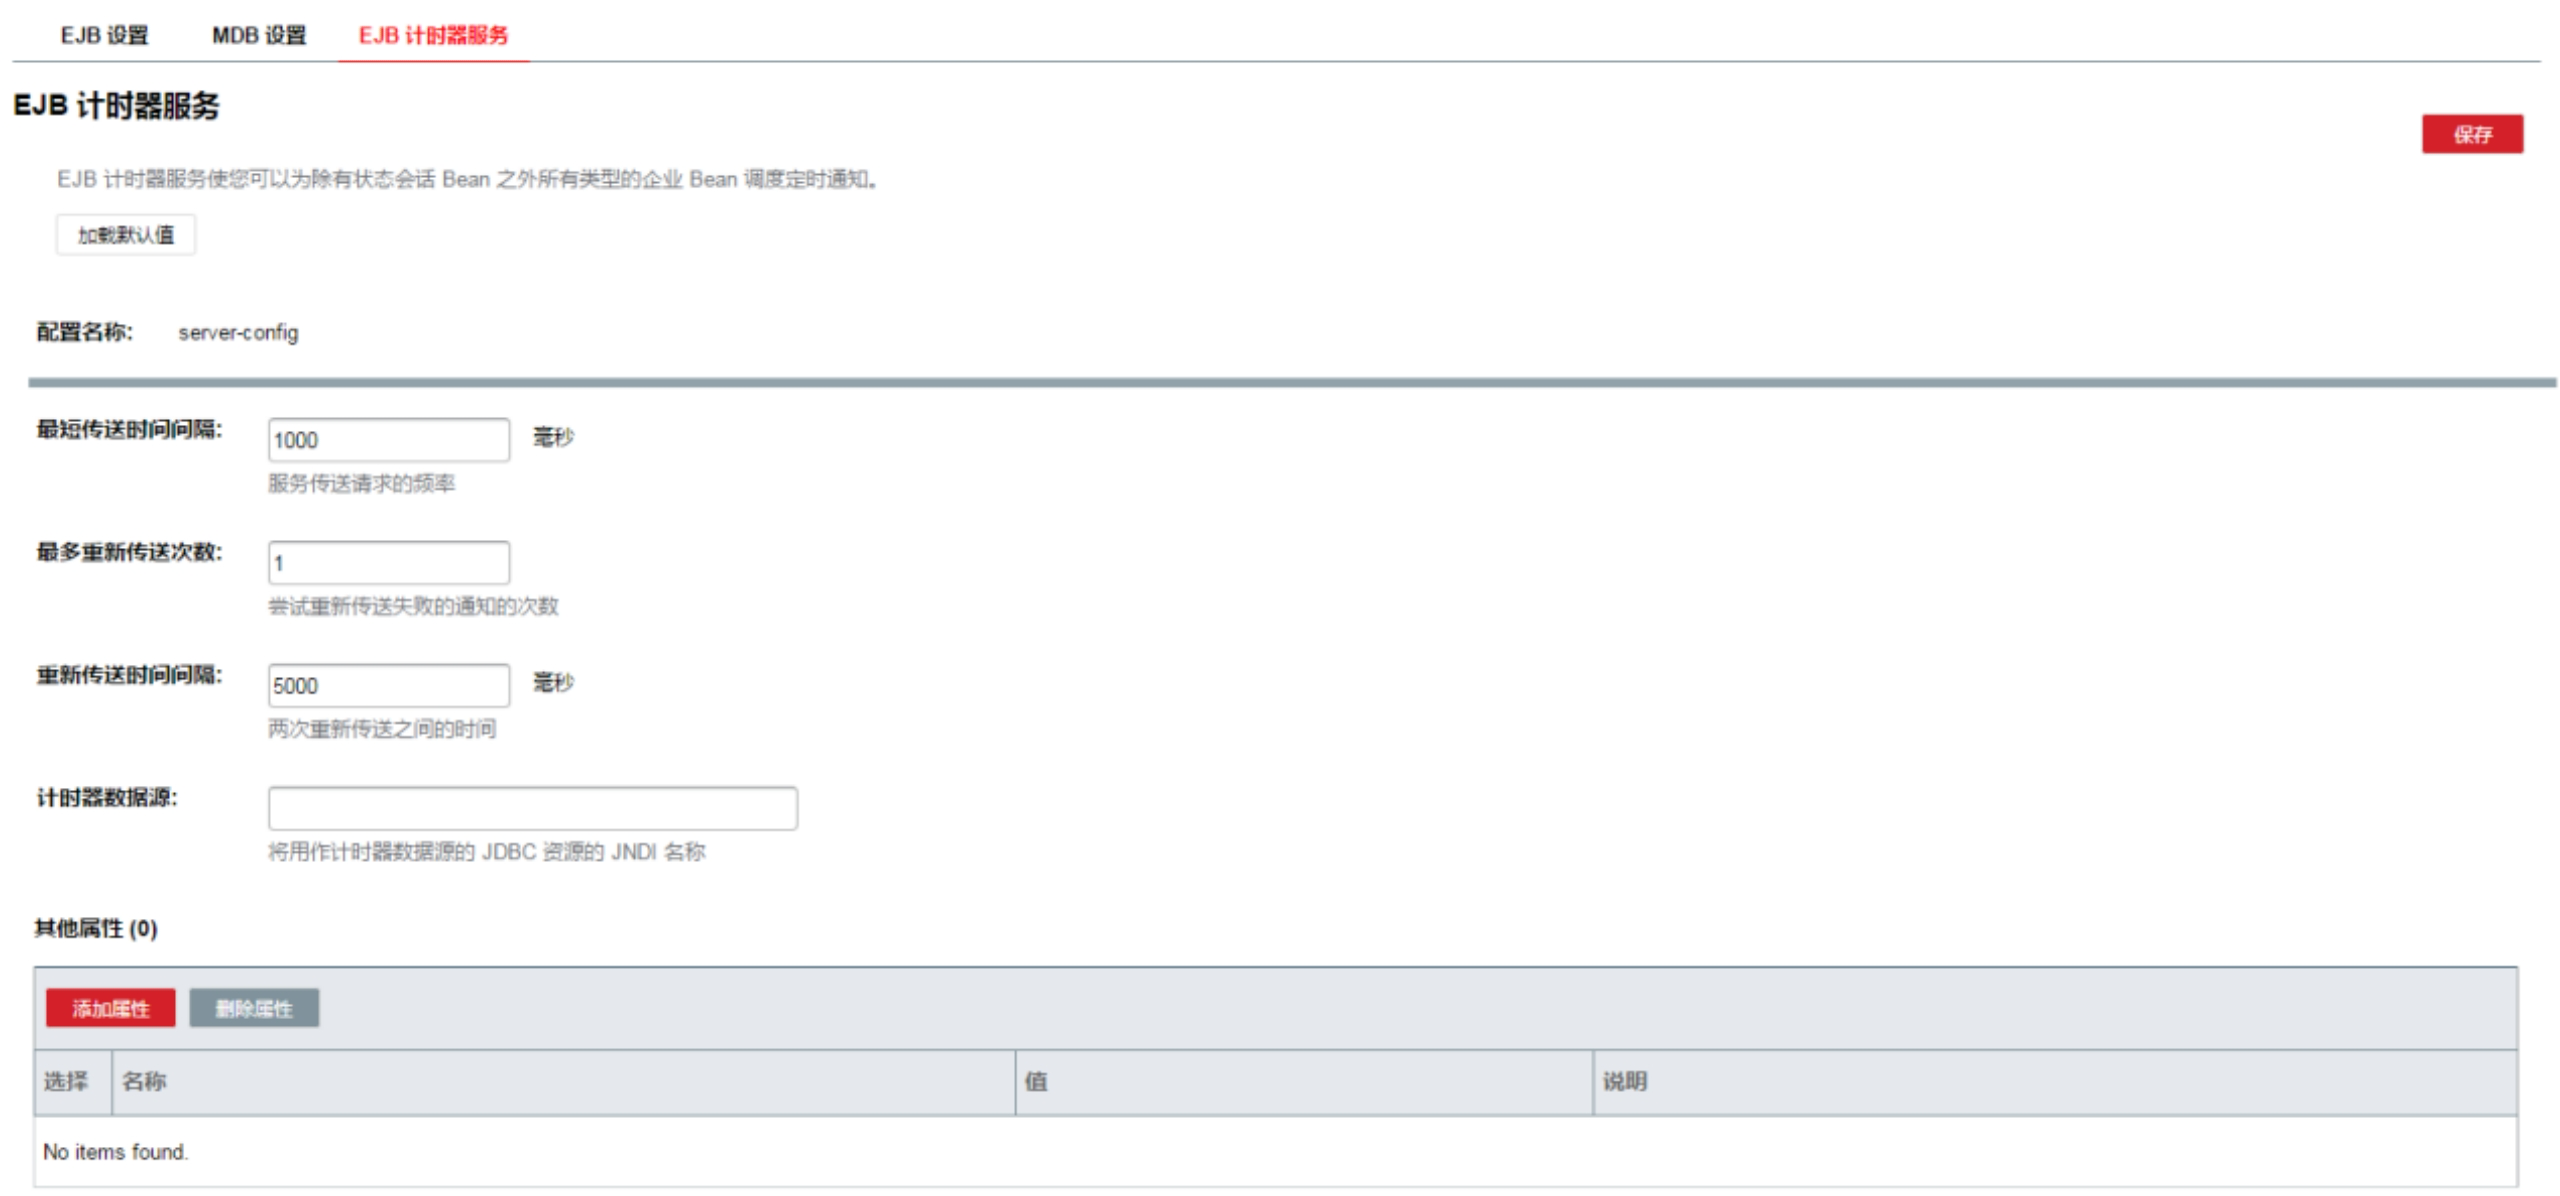 EJB 设置 MDB 设置 EJB 计时器服务
EJB 计时器服务
保存
EJB 计时器服务使您可以为除有状态会话 Bean 之外所有类型的企业 Bean 调度定时通知。
加载默认值
配置名称: server-config
最短传送时间间隔: 1000 毫秒
服务传送请求的频率
最多重新传送次数: 1
尝试重新传送失败的通知的次数
重新传送时间间隔: 5000 毫秒
两次重新传送之间的时间
计时器数据源:
将用作计时器数据源的 JDBC 资源的 JNDI 名称
其他属性 (0)
添加属性 删除属性
选择 名称 值 说明
No items found.